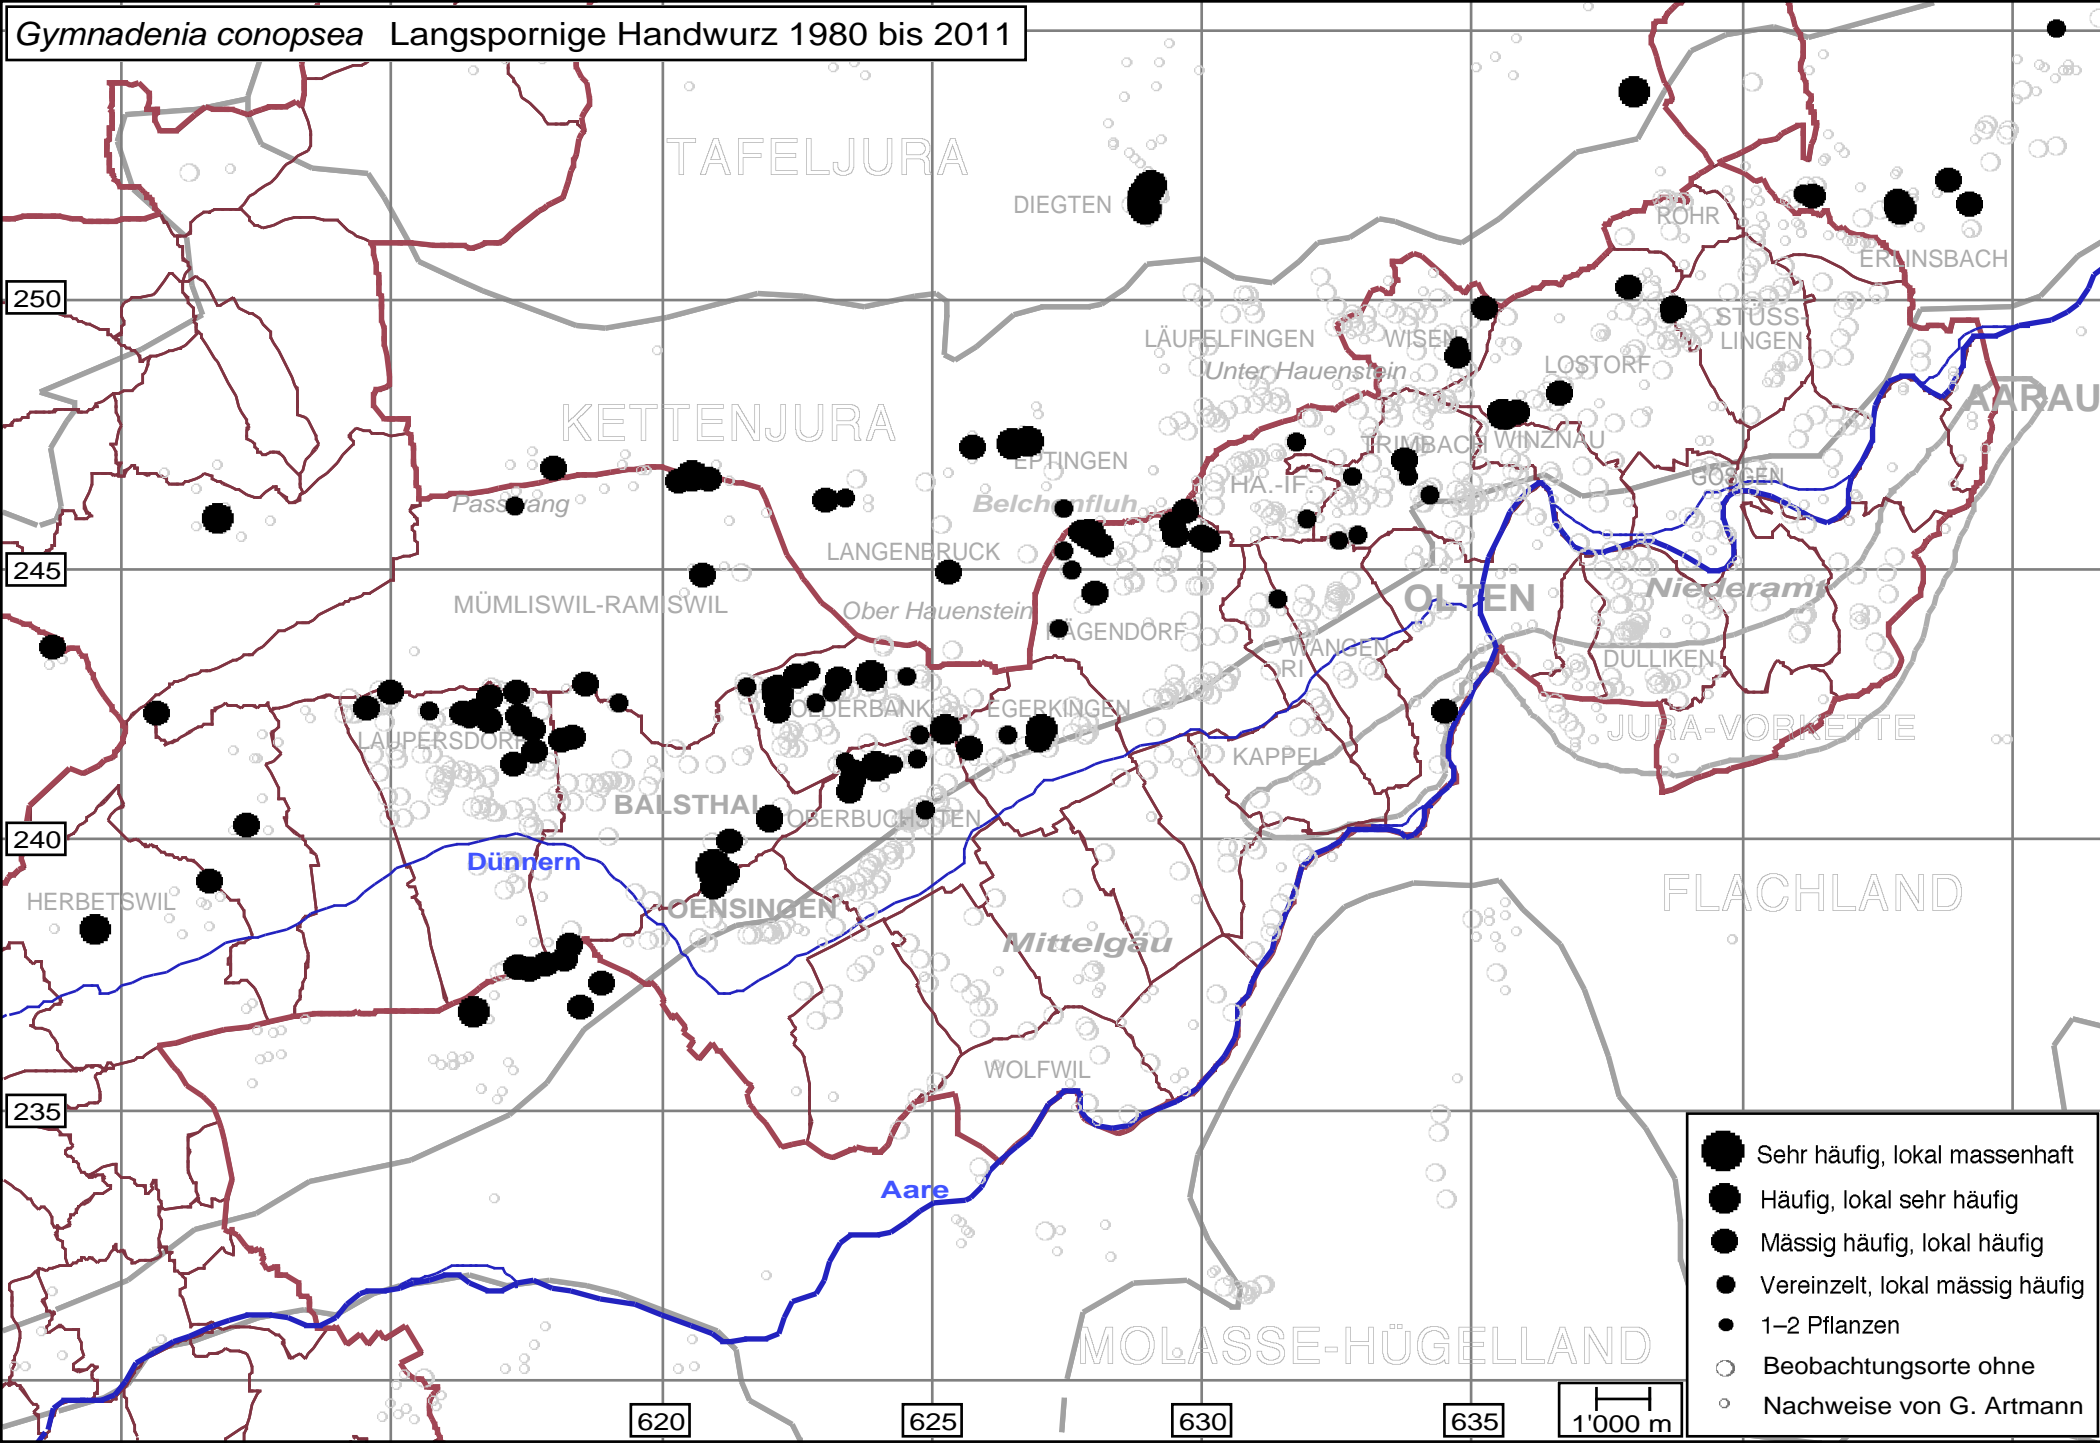 Gymnadenia conopsea Langspornige Handwurz 1980 bis 2011
TAFELJURA
DIEGTEN
ROHR
ERLINSBACH
250
LÄUFELFINGEN
WISEN
STÜSS-
LINGEN
Unter Hauenstein
LOSTORF
AARAU
KETTENJURA
TRIMBACH
WINZNAU
EPTINGEN
GÖSGEN
HA.-IF.
Passwang
Belchenfluh
LANGENBRUCK
245
MÜMLISWIL-RAMISWIL
Ober Hauenstein
OLTEN
Niederamt
HÄGENDORF
WANGEN
RI
DULLIKEN
HOLDERBANK
EGERKINGEN
JURA-VORKETTE
LAUPERSDORF
KAPPEL
BALSTHAL
OBERBUCHSITEN
240
Dünnern
HERBETSWIL
OENSINGEN
FLACHLAND
Mittelgäu
WOLFWIL
235
Aare
MOLASSE-HÜGELLAND
Sehr häufig, lokal massenhaft
Häufig, lokal sehr häufig
Mässig häufig, lokal häufig
Vereinzelt, lokal mässig häufig
1–2 Pflanzen
Beobachtungsorte ohne
Nachweise von G. Artmann
620
625
630
635
1'000 m